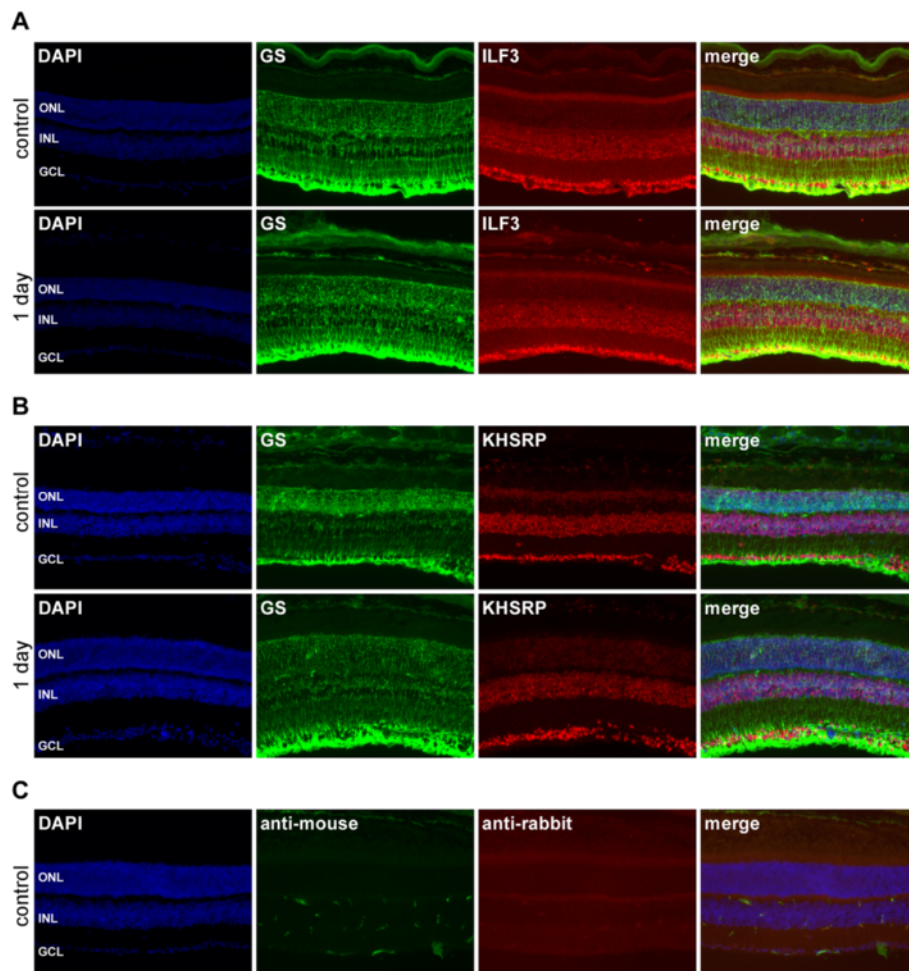 A
DAPI GS ILF3 merge
control
ONL
INL
GCL
DAPI GS ILF3 merge
1 day
ONL
INL
GCL
B
DAPI GS KHSRP merge
control
ONL
INL
GCL
DAPI GS KHSRP merge
1 day
ONL
INL
GCL
C
DAPI anti-mouse anti-rabbit merge
control
ONL
INL
GCL